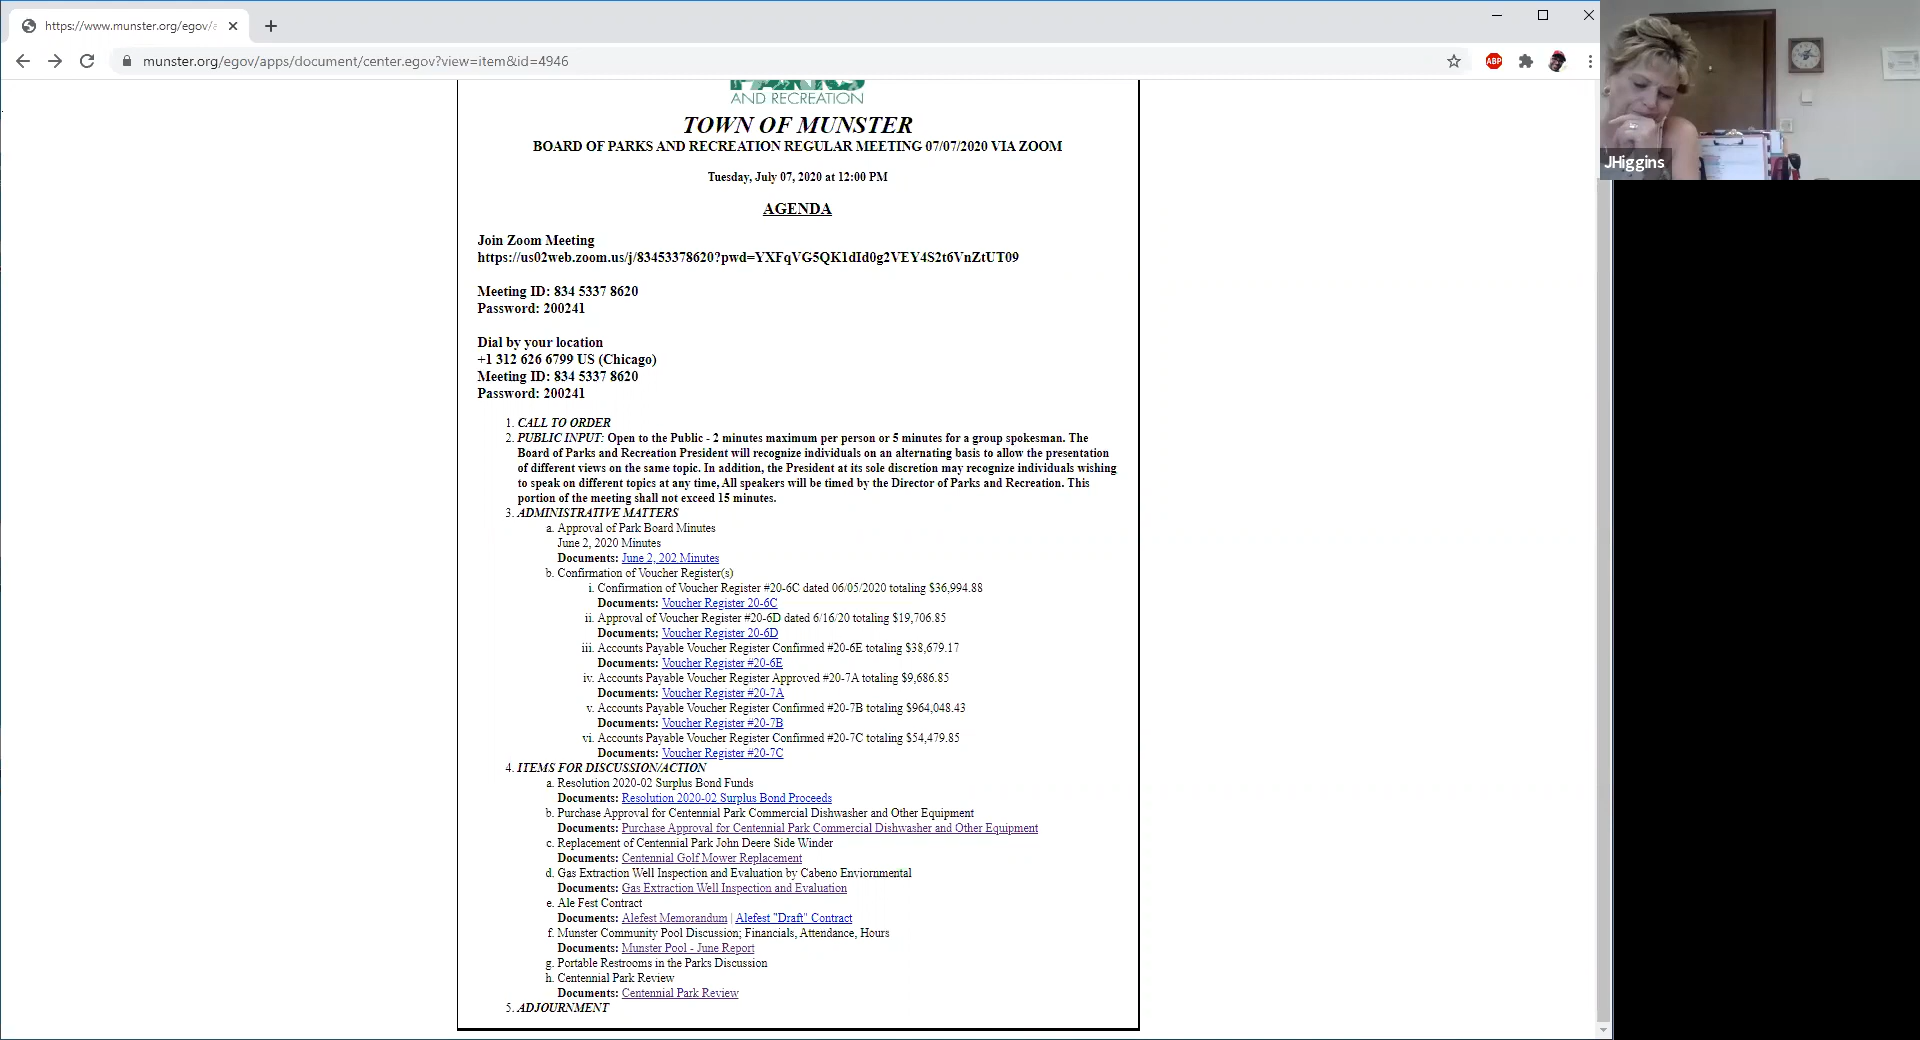 https://www.munster.org/egov/a
munster.org/egov/apps/document/center.egov?view=item&id=4946
ABP
JHiggins
PARKS
AND RECREATION
TOWN OF MUNSTER
BOARD OF PARKS AND RECREATION REGULAR MEETING 07/07/2020 VIA ZOOM
Tuesday, July 07, 2020 at 12:00 PM
AGENDA
Join Zoom Meeting
https://us02web.zoom.us/j/83453378620?pwd=YXFqVG5QK1dId0g2VEY4S2t6VnZtUT09
Meeting ID: 834 5337 8620
Password: 200241
Dial by your location
+1 312 626 6799 US (Chicago)
Meeting ID: 834 5337 8620
Password: 200241
1. CALL TO ORDER
2. PUBLIC INPUT: Open to the Public - 2 minutes maximum per person or 5 minutes for a group spokesman. The
Board of Parks and Recreation President will recognize individuals on an alternating basis to allow the presentation
of different views on the same topic. In addition, the President at its sole discretion may recognize individuals wishing
to speak on different topics at any time, All speakers will be timed by the Director of Parks and Recreation. This
portion of the meeting shall not exceed 15 minutes.
3. ADMINISTRATIVE MATTERS
a. Approval of Park Board Minutes
June 2, 2020 Minutes
Documents: June 2, 202 Minutes
b. Confirmation of Voucher Register(s)
i. Confirmation of Voucher Register #20-6C dated 06/05/2020 totaling $36,994.88
Documents: Voucher Register 20-6C
ii. Approval of Voucher Register #20-6D dated 6/16/20 totaling $19,706.85
Documents: Voucher Register 20-6D
iii. Accounts Payable Voucher Register Confirmed #20-6E totaling $38,679.17
Documents: Voucher Register #20-6E
iv. Accounts Payable Voucher Register Approved #20-7A totaling $9,686.85
Documents: Voucher Register #20-7A
v. Accounts Payable Voucher Register Confirmed #20-7B totaling $964,048.43
Documents: Voucher Register #20-7B
vi. Accounts Payable Voucher Register Confirmed #20-7C totaling $54,479.85
Documents: Voucher Register #20-7C
4. ITEMS FOR DISCUSSION/ACTION
a. Resolution 2020-02 Surplus Bond Funds
Documents: Resolution 2020-02 Surplus Bond Proceeds
b. Purchase Approval for Centennial Park Commercial Dishwasher and Other Equipment
Documents: Purchase Approval for Centennial Park Commercial Dishwasher and Other Equipment
c. Replacement of Centennial Park John Deere Side Winder
Documents: Centennial Golf Mower Replacement
d. Gas Extraction Well Inspection and Evaluation by Cabeno Enviornmental
Documents: Gas Extraction Well Inspection and Evaluation
e. Ale Fest Contract
Documents: Alefest Memorandum | Alefest "Draft" Contract
f. Munster Community Pool Discussion; Financials, Attendance, Hours
Documents: Munster Pool - June Report
g. Portable Restrooms in the Parks Discussion
h. Centennial Park Review
Documents: Centennial Park Review
5. ADJOURNMENT